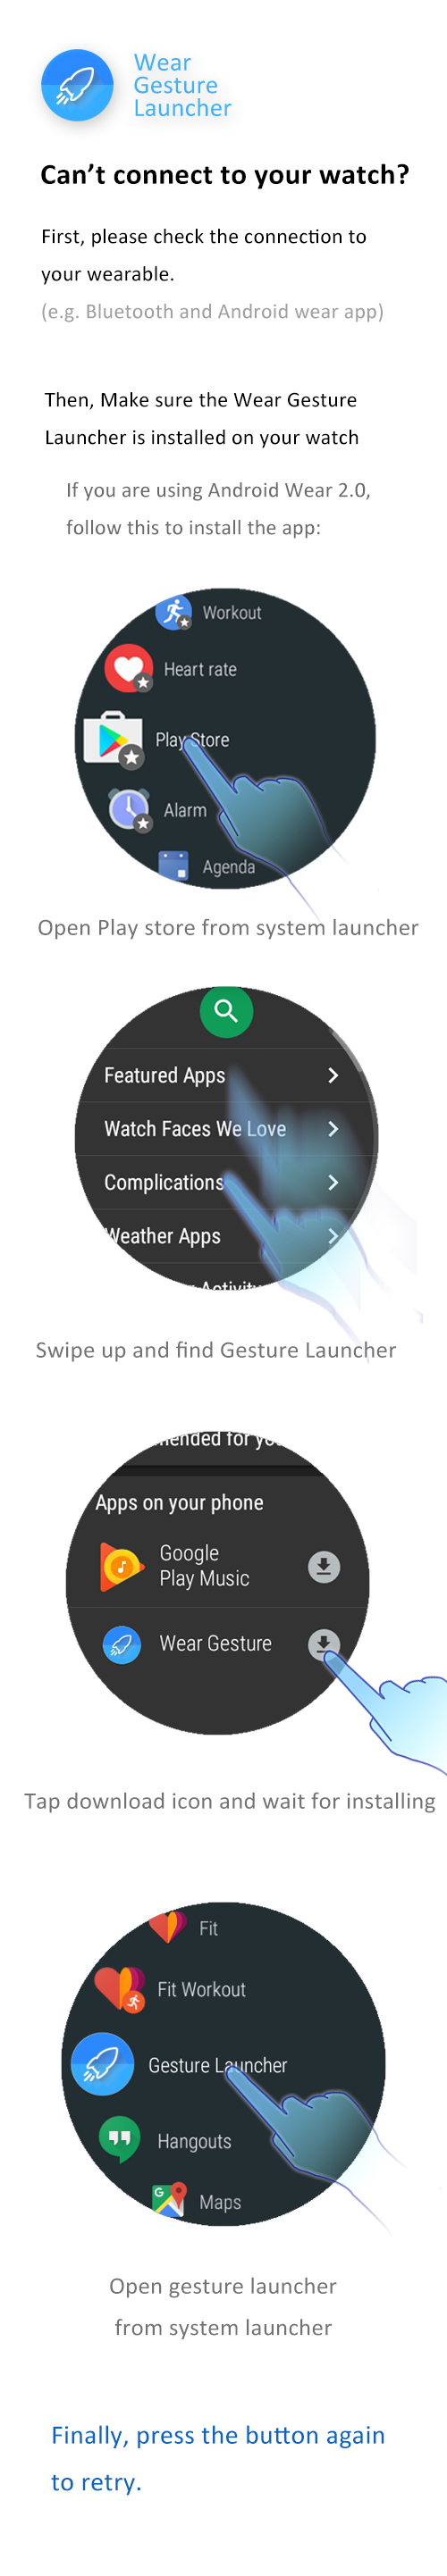 Wear
Gesture
Launcher
Can’t connect to your watch?
First, please check the connection to
your wearable.
(e.g. Bluetooth and Android wear app)
Then, Make sure the Wear Gesture
Launcher is installed on your watch
If you are using Android Wear 2.0,
follow this to install the app:
Workout
Heart rate
Play Store
Alarm
Agenda
Open Play store from system launcher
Featured Apps
Watch Faces We Love
Complications
Weather Apps
Swipe up and find Gesture Launcher
for
Apps on your phone
Google
Play Music
Wear Gesture
Tap download icon and wait for installing
Fit
Fit Workout
Gesture Launcher
Hangouts
G
Maps
Open gesture launcher
from system launcher
Finally, press the button again
to retry.